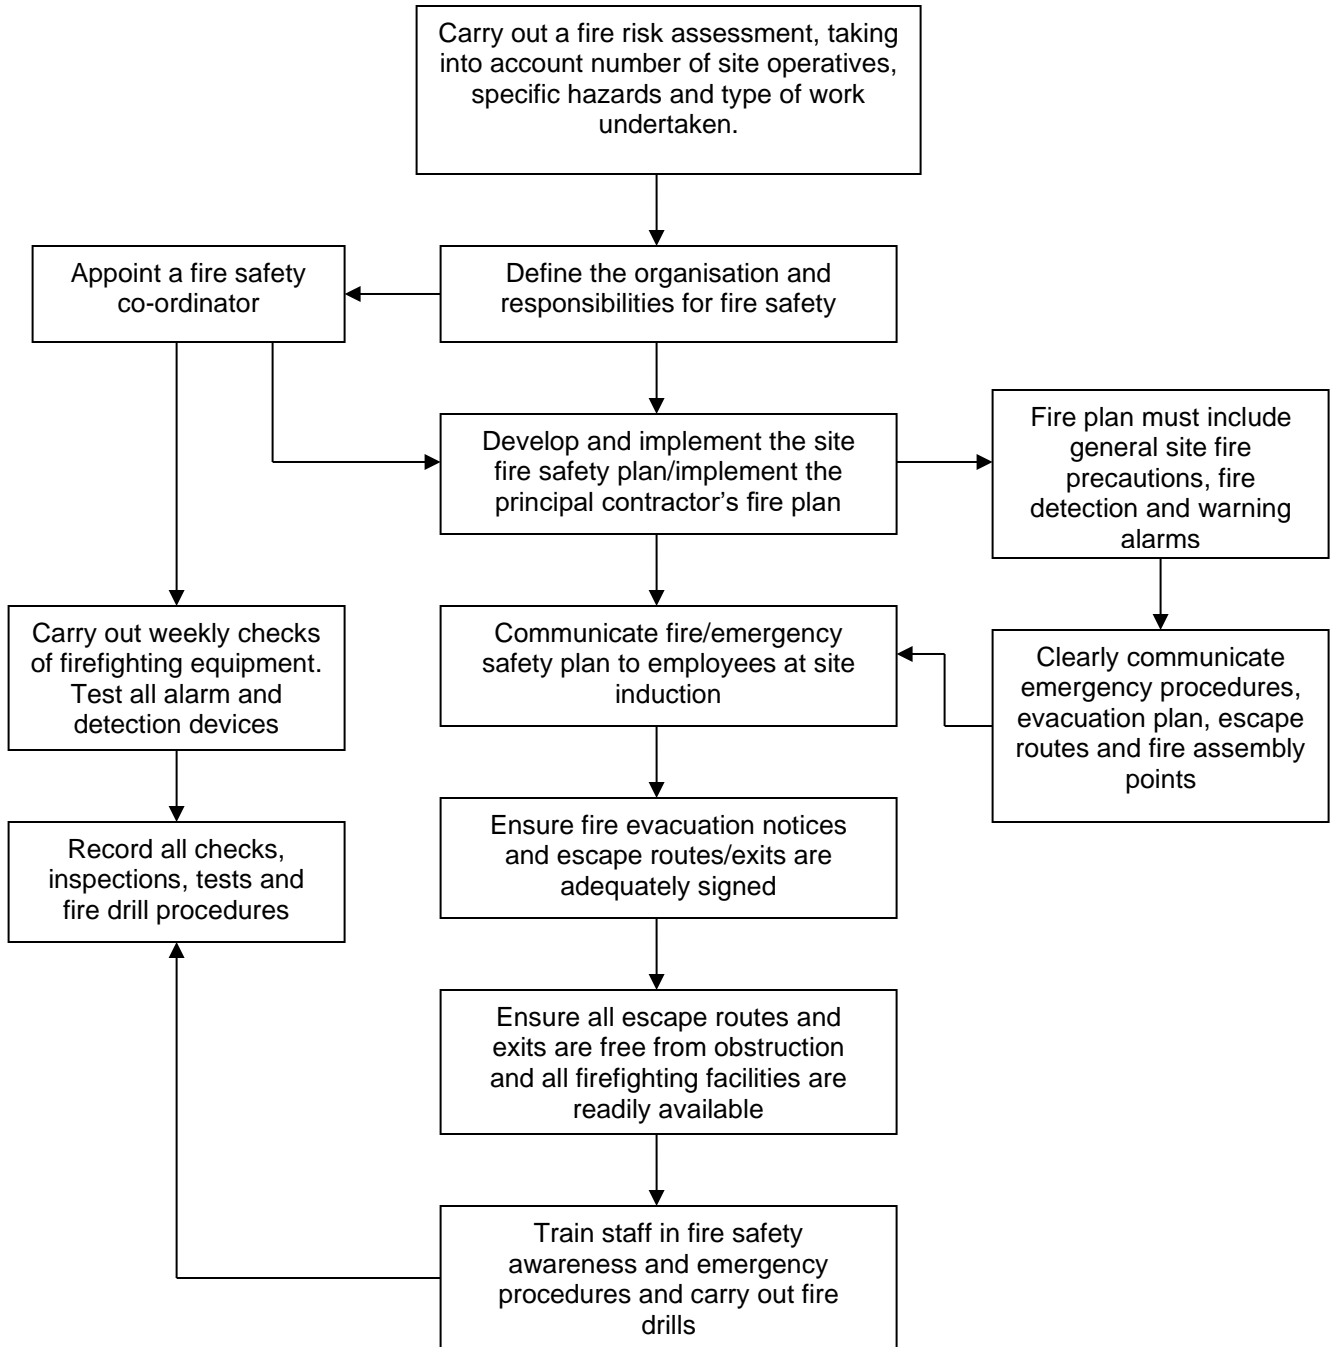 Carry out a fire risk assessment, taking
into account number of site operatives,
specific hazards and type of work
undertaken.
Appoint a fire safety
co-ordinator
Define the organisation and
responsibilities for fire safety
Develop and implement the site
fire safety plan/implement the
principal contractor's fire plan
Fire plan must include
general site fire
precautions, fire
detection and warning
alarms
Carry out weekly checks
of firefighting equipment.
Test all alarm and
detection devices
Communicate fire/emergency
safety plan to employees at site
induction
Clearly communicate
emergency procedures,
evacuation plan, escape
routes and fire assembly
points
Record all checks,
inspections, tests and
fire drill procedures
Ensure fire evacuation notices
and escape routes/exits are
adequately signed
Ensure all escape routes and
exits are free from obstruction
and all firefighting facilities are
readily available
Train staff in fire safety
awareness and emergency
procedures and carry out fire
drills